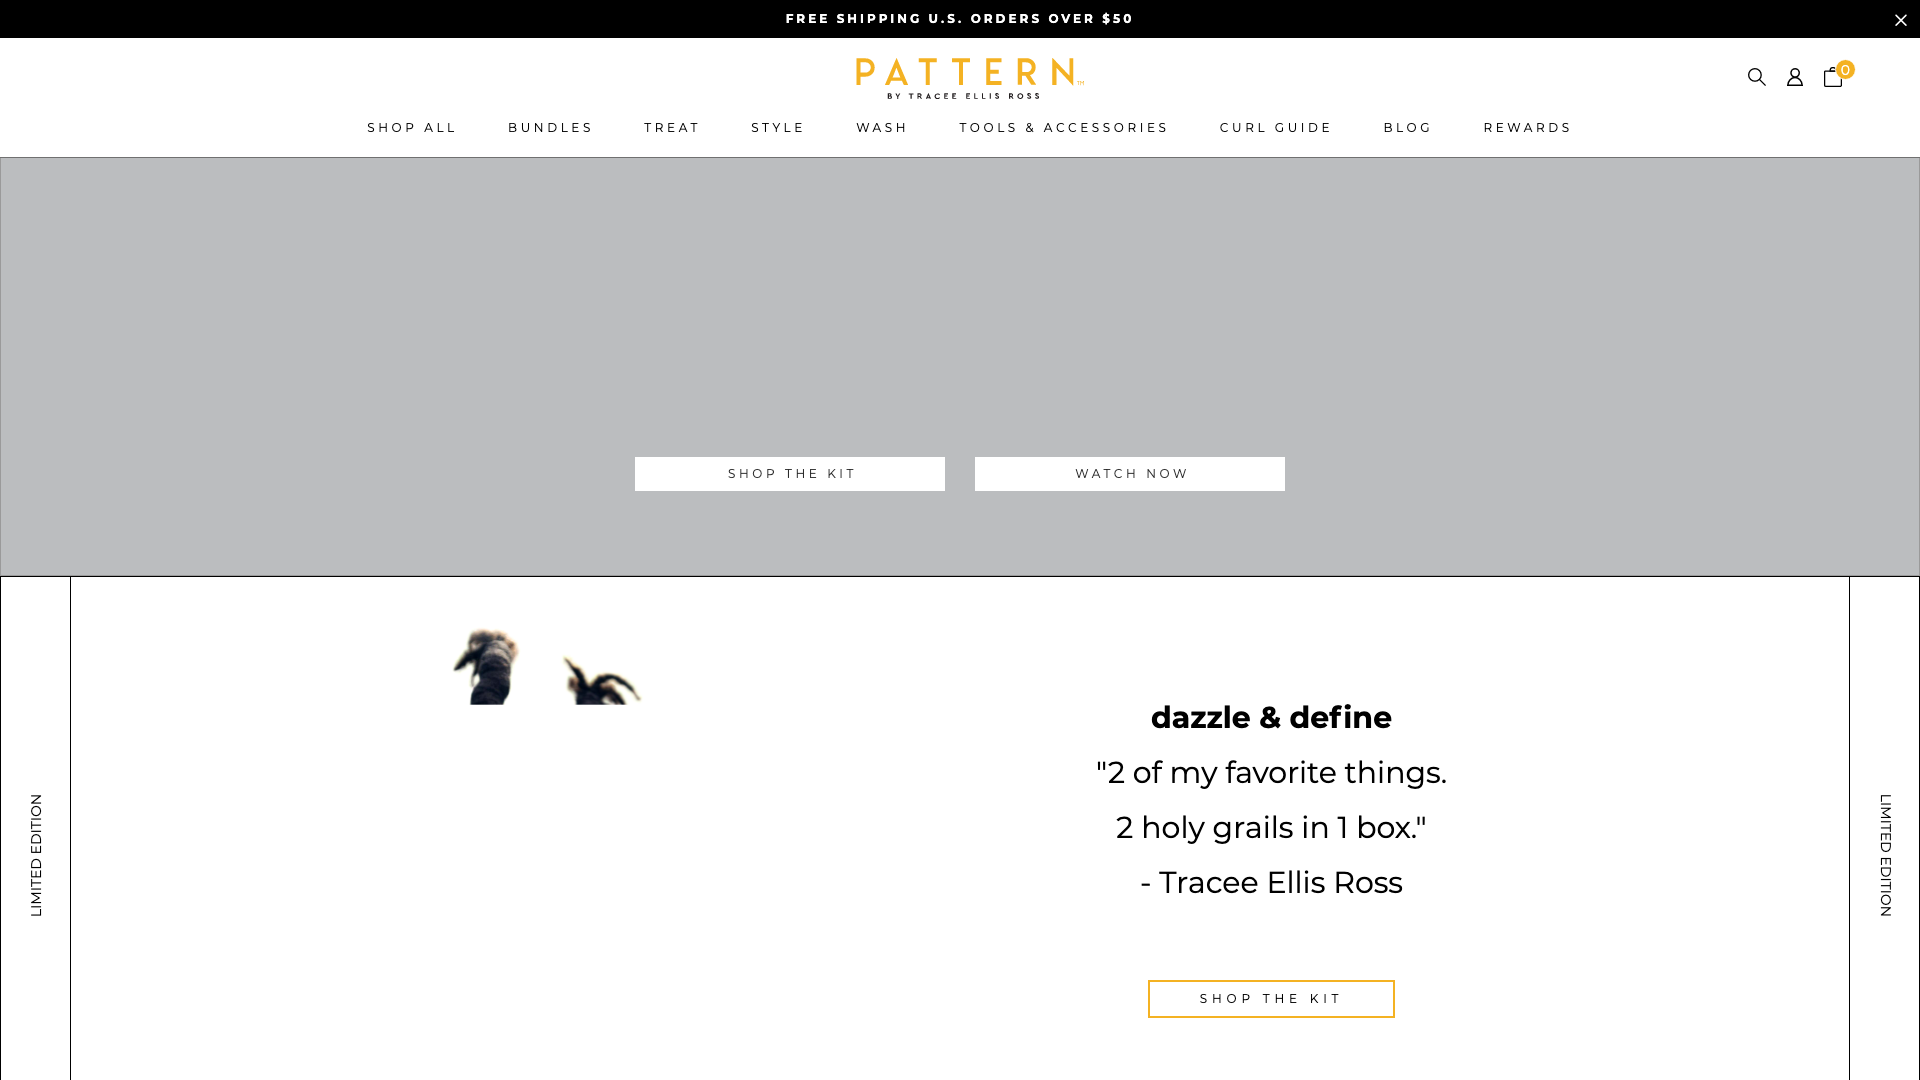 FREE SHIPPING U.S. ORDERS OVER $50
PATTERN™
BY TRACEE ELLIS ROSS
0
SHOP ALL
BUNDLES
TREAT
STYLE
WASH
TOOLS & ACCESSORIES
CURL GUIDE
BLOG
REWARDS
SHOP THE KIT
WATCH NOW
LIMITED EDITION
dazzle & define
"2 of my favorite things.
2 holy grails in 1 box."
- Tracee Ellis Ross
SHOP THE KIT
LIMITED EDITION